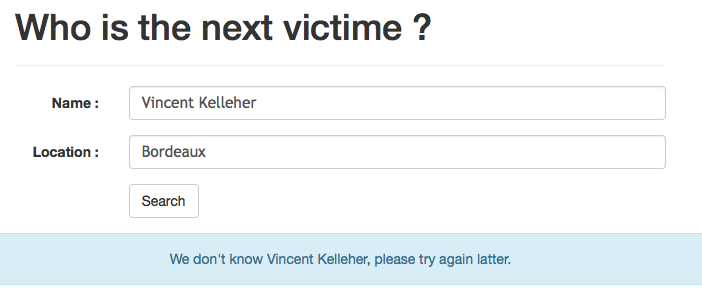 Who is the next victime ?
Name : Vincent Kelleher
Location : Bordeaux
Search
We don't know Vincent Kelleher, please try again latter.